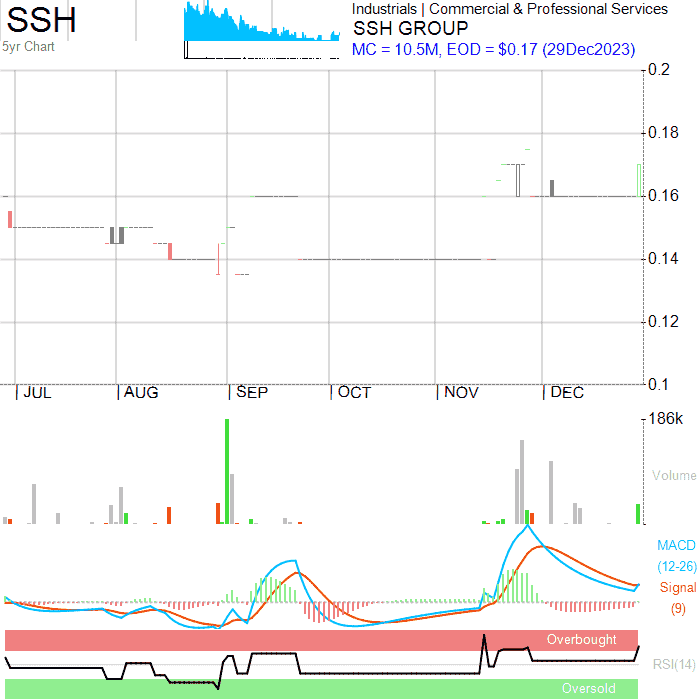 SSH
5yr Chart
Industrials | Commercial & Professional Services
SSH GROUP
MC = 10.5M, EOD = $0.17 (29Dec2023)
0.2
0.18
0.16
0.14
0.12
0.1
JUL AUG SEP OCT NOV DEC
186k
Volume
MACD
(12-26)
Signal
(9)
Overbought
RSI(14)
Oversold